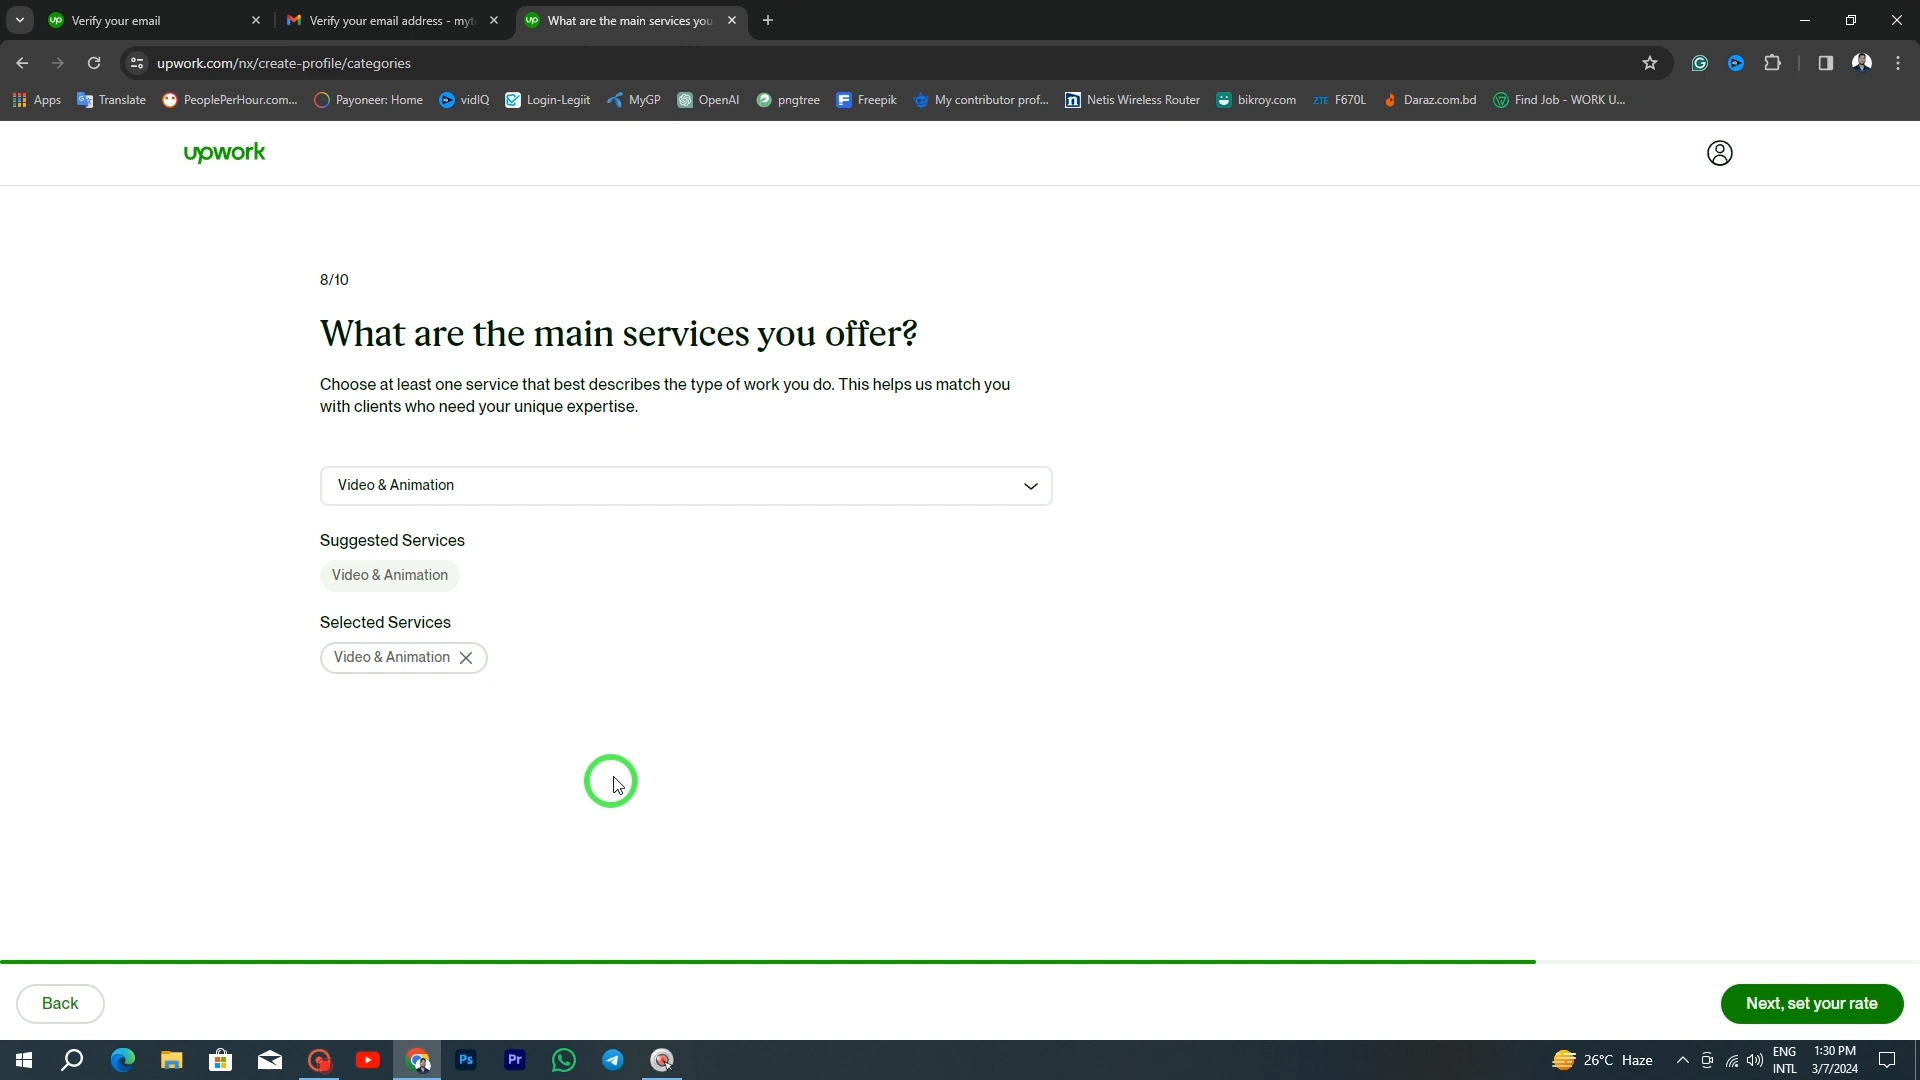 Verify your email
Verify your email address - myt
What are the main services you
upwork.com/nx/create-profile/categories
Apps
Translate
PeoplePerHour.com...
Payoneer: Home
vidIQ
Login-Legiit
MyGP
OpenAI
pngtree
Freepik
My contributor prof...
Netis Wireless Router
bikroy.com
ZTE F670L
Daraz.com.bd
Find Job - WORK U...
upwork
8/10
What are the main services you offer?
Choose at least one service that best describes the type of work you do. This helps us match you
with clients who need your unique expertise.
Video & Animation
Suggested Services
Video & Animation
Selected Services
Video & Animation
Back
Next, set your rate
Ps
Pr
26°C Haze
ENG
INTL
1:30 PM
3/7/2024